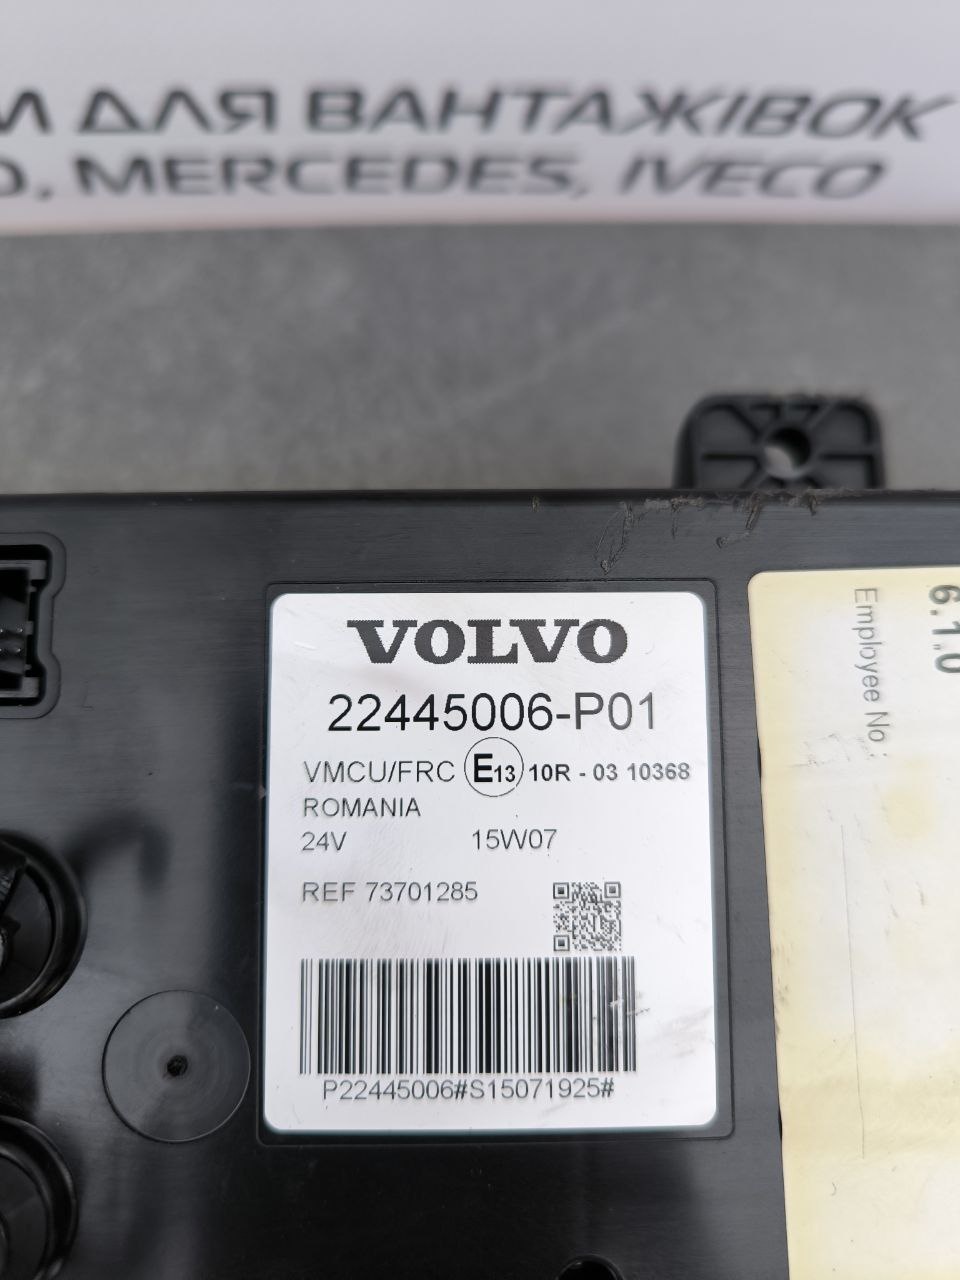 ДЛЯ ВАНТАЖІВОК
MERCEDES, IVECO
VOLVO
22445006-P01
VMCU/FRC E13 10R - 03 10368
ROMANIA
24V 15W07
REF 73701285
P22445006#S15071925#
6.1.0
Employee No.: